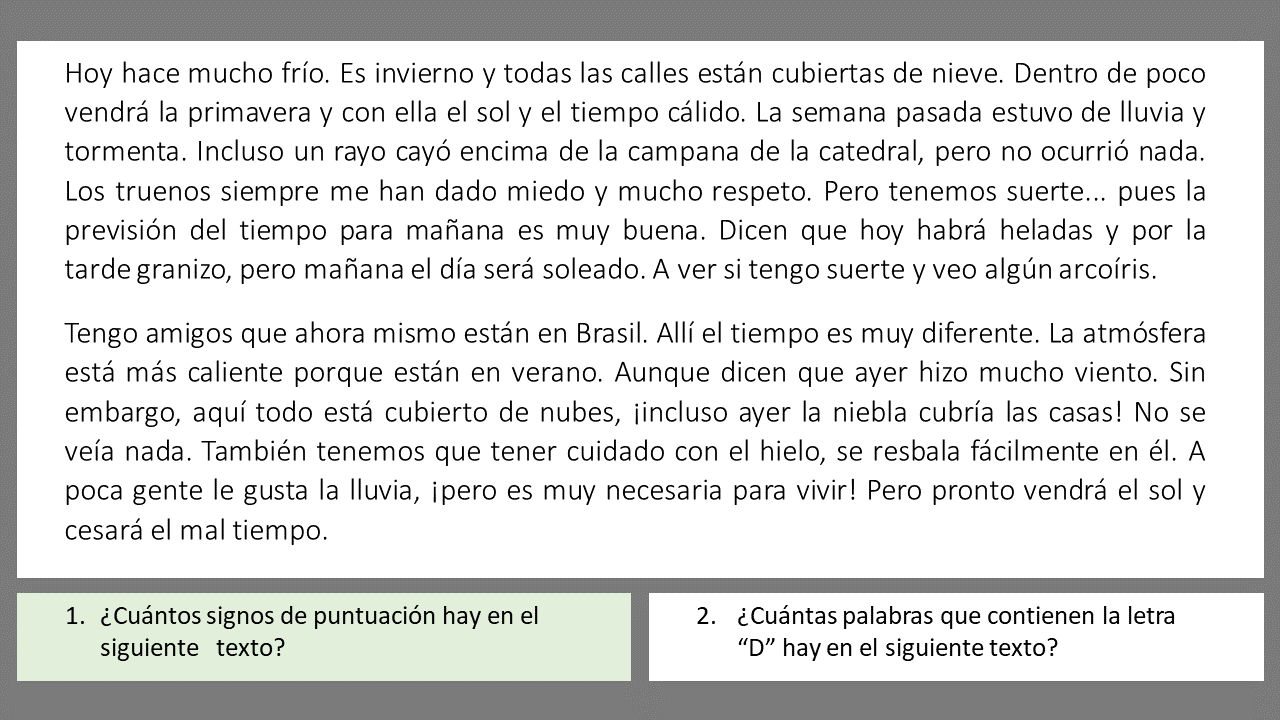 Hoy hace mucho frío. Es invierno y todas las calles están cubiertas de nieve. Dentro de poco
vendrá la primavera y con ella el sol y el tiempo cálido. La semana pasada estuvo de lluvia y
tormenta. Incluso un rayo cayó encima de la campana de la catedral, pero no ocurrió nada.
Los truenos siempre me han dado miedo y mucho respeto. Pero tenemos suerte... pues la
previsión del tiempo para mañana es muy buena. Dicen que hoy habrá heladas y por la
tarde granizo, pero mañana el día será soleado. A ver si tengo suerte y veo algún arcoíris.
Tengo amigos que ahora mismo están en Brasil. Allí el tiempo es muy diferente. La atmósfera
está más caliente porque están en verano. Aunque dicen que ayer hizo mucho viento. Sin
embargo, aquí todo está cubierto de nubes, ¡incluso ayer la niebla cubría las casas! No se
veía nada. También tenemos que tener cuidado con el hielo, se resbala fácilmente en él. A
poca gente le gusta la lluvia, ¡pero es muy necesaria para vivir! Pero pronto vendrá el sol y
cesará el mal tiempo.
1. ¿Cuántos signos de puntuación hay en el
siguiente texto?
2. ¿Cuántas palabras que contienen la letra
“D” hay en el siguiente texto?